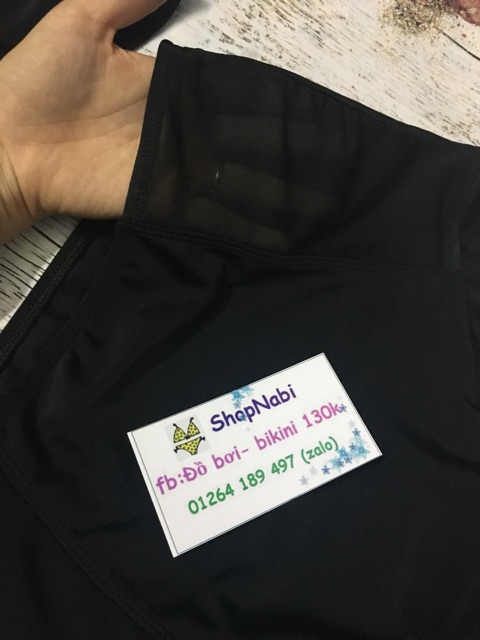 ShopNabi
fb:Đồ bơi- bikini 130k
01264 189 497 (zalo)